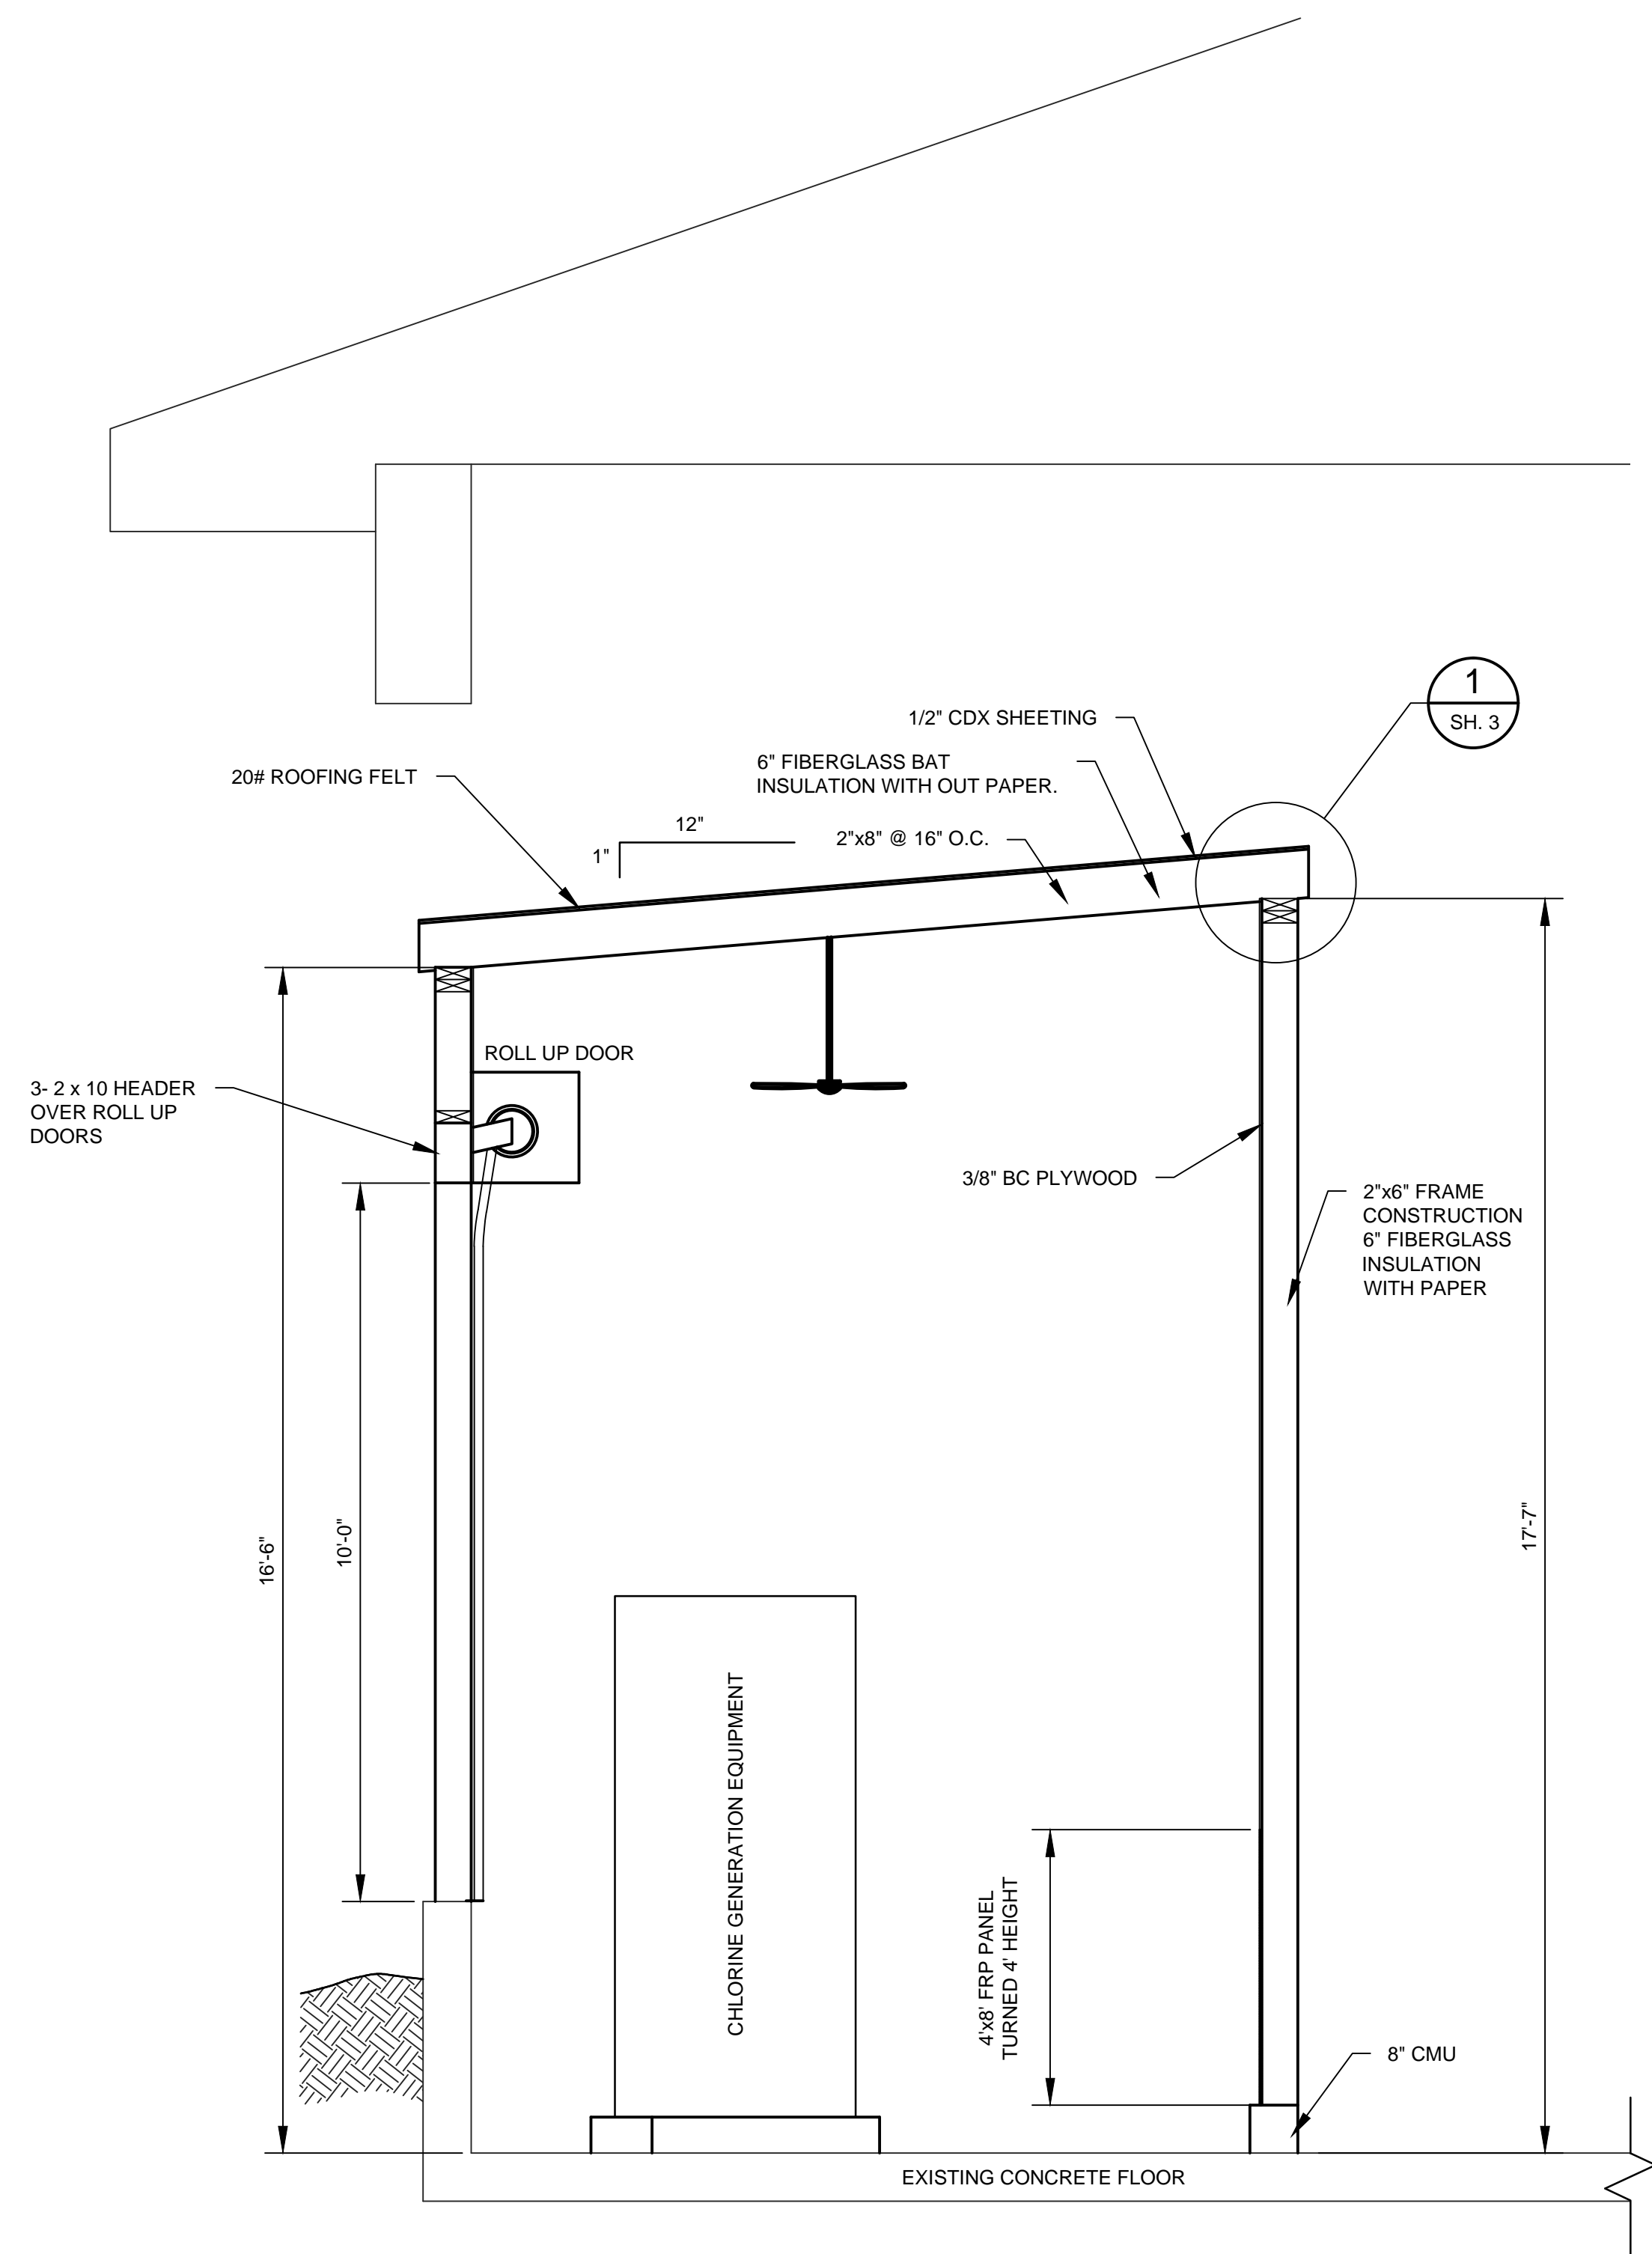 1
SH. 3
1/2" CDX SHEETING
6" FIBERGLASS BAT
INSULATION WITH OUT PAPER.
20# ROOFING FELT
12"
1"
2"x8" @ 16" O.C.
ROLL UP DOOR
3- 2 x 10 HEADER
OVER ROLL UP
DOORS
3/8" BC PLYWOOD
2"x6" FRAME
CONSTRUCTION
6" FIBERGLASS
INSULATION
WITH PAPER
16'-6"
10'-0"
17'-7"
CHLORINE GENERATION EQUIPMENT
4'x8' FRP PANEL
TURNED 4' HEIGHT
8" CMU
EXISTING CONCRETE FLOOR